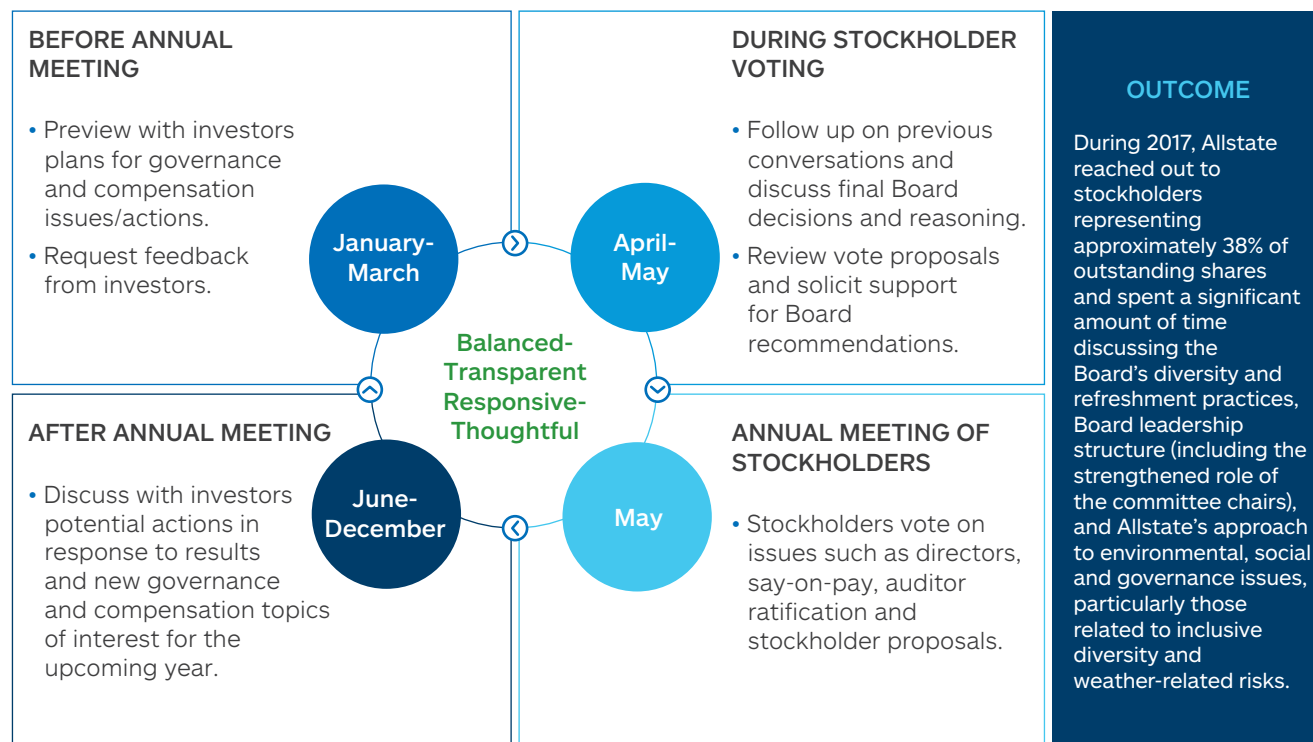 BEFORE ANNUAL
MEETING
• Preview with investors
plans for governance
and compensation
issues/actions.
• Request feedback
from investors.
January-
March
DURING STOCKHOLDER
VOTING
• Follow up on previous
conversations and
discuss final Board
decisions and reasoning.
• Review vote proposals
and solicit support
for Board
recommendations.
April-
May
Balanced-
Transparent
Responsive-
Thoughtful
AFTER ANNUAL MEETING
• Discuss with investors
potential actions in
response to results
and new governance
and compensation topics
of interest for the
upcoming year.
June-
December
ANNUAL MEETING OF
STOCKHOLDERS
• Stockholders vote on
issues such as directors,
say-on-pay, auditor
ratification and
stockholder proposals.
May
OUTCOME
During 2017, Allstate
reached out to
stockholders
representing
approximately 38% of
outstanding shares
and spent a significant
amount of time
discussing the
Board’s diversity and
refreshment practices,
Board leadership
structure (including the
strengthened role of
the committee chairs),
and Allstate’s approach
to environmental, social
and governance issues,
particularly those
related to inclusive
diversity and
weather-related risks.